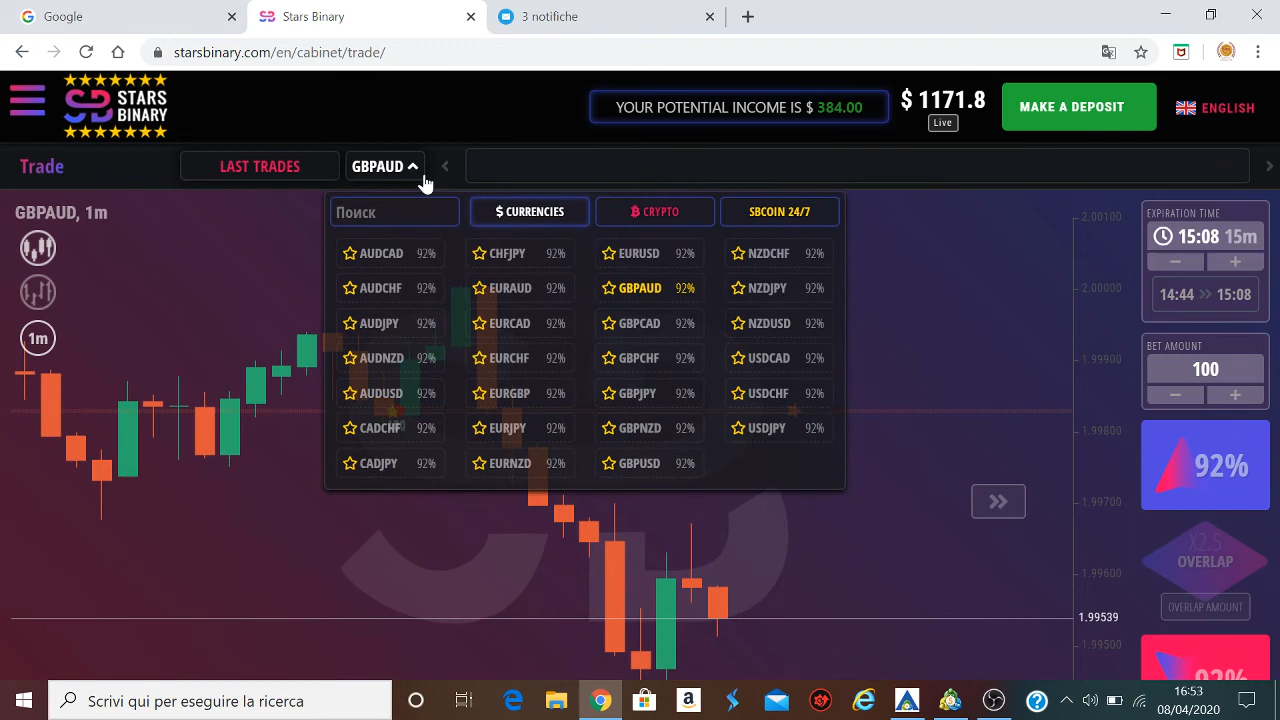 Google
Stars Binary
3 notifiche
starsbinary.com/en/cabinet/trade/
STARS
BINARY
YOUR POTENTIAL INCOME IS $ 384.00
$ 1171.8
Live
MAKE A DEPOSIT
ENGLISH
Trade
LAST TRADES
GBPAUD
GBPAUD, 1m
Поиск
$ CURRENCIES
CRYPTO
SBCOIN 24/7
AUDCAD 92% CHFJPY 92% EURUSD 92% NZDCHF 92%
AUDCHF 92% EURAUD 92% GBPAUD 92% NZDJPY 92%
AUDJPY 92% EURCAD 92% GBPCAD 92% NZDUSD 92%
AUDNZD 92% EURCHF 92% GBPCHF 92% USDCAD 92%
AUDUSD 92% EURGBP 92% GBPJPY 92% USDCHF 92%
CADCHF 92% EURJPY 92% GBPNZD 92% USDJPY 92%
CADJPY 92% EURNZD 92% GBPUSD 92%
1m
2.00100
2.00000
1.99900
1.99800
1.99700
1.99600
1.99539
1.99500
EXPIRATION TIME
15:08 15m
14:44 >> 15:08
BET AMOUNT
100
92%
X2.5
OVERLAP
OVERLAP AMOUNT
92%
Scrivi qui per eseguire la ricerca
16:53
08/04/2020